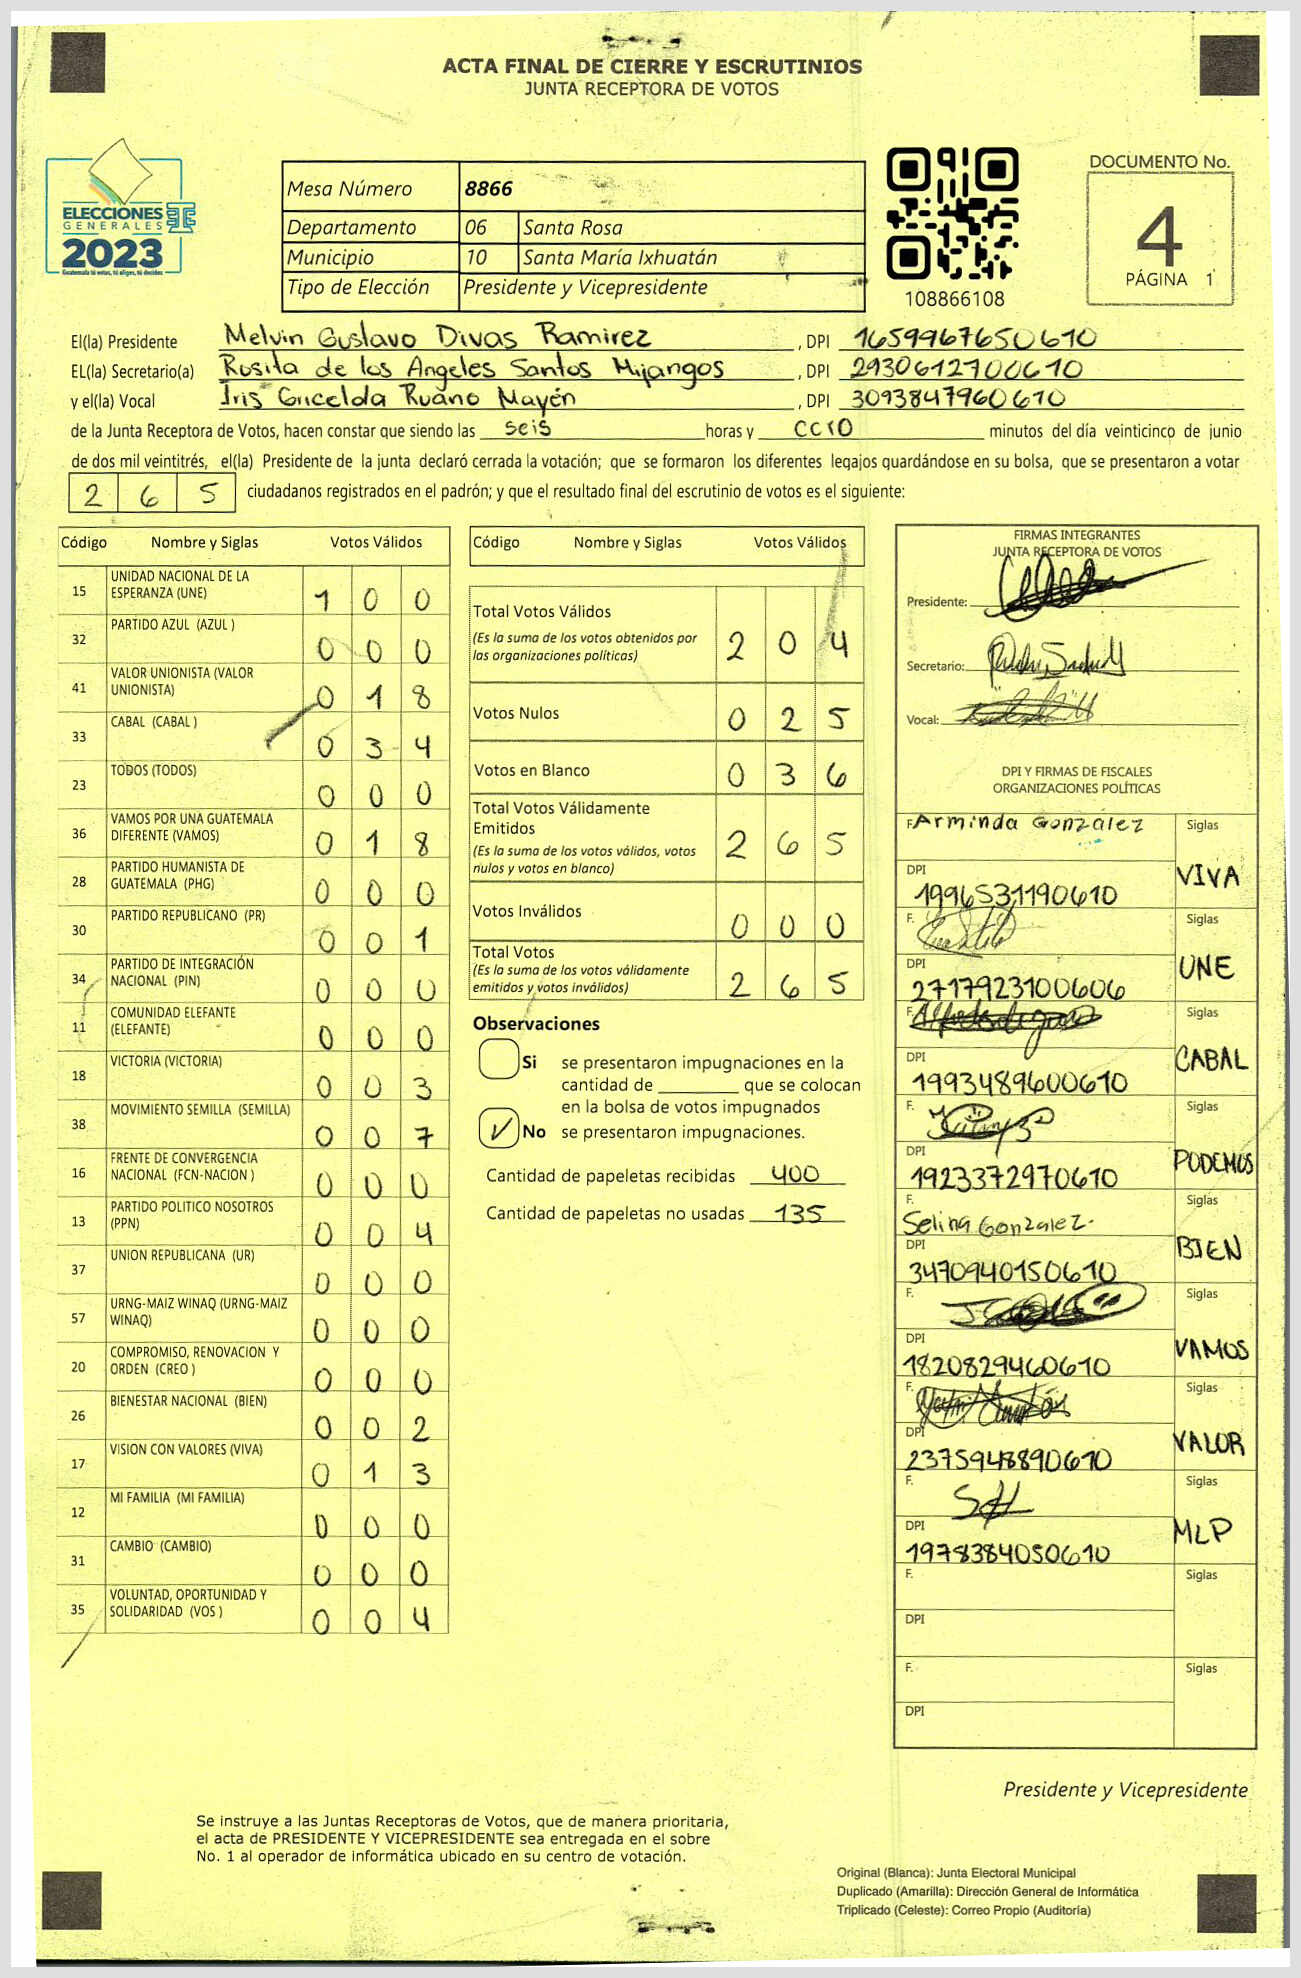 ACTA FINAL DE CIERRE Y ESCRUTINIOS
JUNTA RECEPTORA DE VOTOS
ELECCIONES
GENERALES
2023
Guatemala tú votas, tú eliges, tú decides
Mesa Número 8866
Departamento 06 Santa Rosa
Municipio 10 Santa María Ixhuatán
Tipo de Elección Presidente y Vicepresidente
108866108
DOCUMENTO No.
4
PÁGINA 1
El(la) Presidente Melvin Gustavo Divas Ramirez , DPI 1659967650610
EL(la) Secretario(a) Rosita de los Angeles Santos Mijangos , DPI 2930612700610
y el(la) Vocal Iris Gricelda Ruano Mayén , DPI 3093847960610
de la Junta Receptora de Votos, hacen constar que siendo las seis horas y cero minutos del día veinticinco de junio
de dos mil veintitrés, el(la) Presidente de la junta declaró cerrada la votación; que se formaron los diferentes legajos guardándose en su bolsa, que se presentaron a votar
2 6 5 ciudadanos registrados en el padrón; y que el resultado final del escrutinio de votos es el siguiente:
Código Nombre y Siglas Votos Válidos
15 UNIDAD NACIONAL DE LA ESPERANZA (UNE) 1 0 0
32 PARTIDO AZUL (AZUL ) 0 0 0
41 VALOR UNIONISTA (VALOR UNIONISTA) 0 1 8
33 CABAL (CABAL ) 0 3 4
23 TODOS (TODOS) 0 0 0
36 VAMOS POR UNA GUATEMALA DIFERENTE (VAMOS) 0 1 8
28 PARTIDO HUMANISTA DE GUATEMALA (PHG) 0 0 0
30 PARTIDO REPUBLICANO (PR) 0 0 1
34 PARTIDO DE INTEGRACIÓN NACIONAL (PIN) 0 0 0
11 COMUNIDAD ELEFANTE (ELEFANTE) 0 0 0
18 VICTORIA (VICTORIA) 0 0 3
38 MOVIMIENTO SEMILLA (SEMILLA) 0 0 7
16 FRENTE DE CONVERGENCIA NACIONAL (FCN-NACION ) 0 0 0
13 PARTIDO POLITICO NOSOTROS (PPN) 0 0 4
37 UNION REPUBLICANA (UR) 0 0 0
57 URNG-MAIZ WINAQ (URNG-MAIZ WINAQ) 0 0 0
20 COMPROMISO, RENOVACION Y ORDEN (CREO ) 0 0 0
26 BIENESTAR NACIONAL (BIEN) 0 0 2
17 VISION CON VALORES (VIVA) 0 1 3
12 MI FAMILIA (MI FAMILIA) 0 0 0
31 CAMBIO (CAMBIO) 0 0 0
35 VOLUNTAD, OPORTUNIDAD Y SOLIDARIDAD (VOS ) 0 0 4
Código Nombre y Siglas Votos Válidos
Total Votos Válidos 2 0 4
(Es la suma de los votos obtenidos por
las organizaciones políticas)
Votos Nulos 0 2 5
Votos en Blanco 0 3 6
Total Votos Válidamente
Emitidos 2 6 5
(Es la suma de los votos válidos, votos
nulos y votos en blanco)
Votos Inválidos 0 0 0
Total Votos 2 6 5
(Es la suma de los votos válidamente
emitidos y votos inválidos)
Observaciones
Si se presentaron impugnaciones en la
cantidad de ________ que se colocan
en la bolsa de votos impugnados
No se presentaron impugnaciones.
Cantidad de papeletas recibidas 400
Cantidad de papeletas no usadas 135
FIRMAS INTEGRANTES
JUNTA RECEPTORA DE VOTOS
Presidente:
Secretario:
Vocal:
DPI Y FIRMAS DE FISCALES
ORGANIZACIONES POLÍTICAS
F. Arminda González Siglas
DPI 1996531190610 VIVA
F. Siglas
DPI 2717923100606 UNE
F. Siglas
DPI 1993489600610 CABAL
F. Siglas
DPI 1923372970610 PODEMOS
F. Selina Gonzalez. Siglas
DPI 3470940150610 BIEN
F. Siglas
DPI 1820829460610 VAMOS
F. Siglas
DPI 2375948890610 VALOR
F. Siglas
DPI 1978384050610 MLP
F. Siglas
DPI
F. Siglas
DPI
Presidente y Vicepresidente
Se instruye a las Juntas Receptoras de Votos, que de manera prioritaria,
el acta de PRESIDENTE Y VICEPRESIDENTE sea entregada en el sobre
No. 1 al operador de informática ubicado en su centro de votación.
Original (Blanca): Junta Electoral Municipal
Duplicado (Amarilla): Dirección General de Informática
Triplicado (Celeste): Correo Propio (Auditoría)